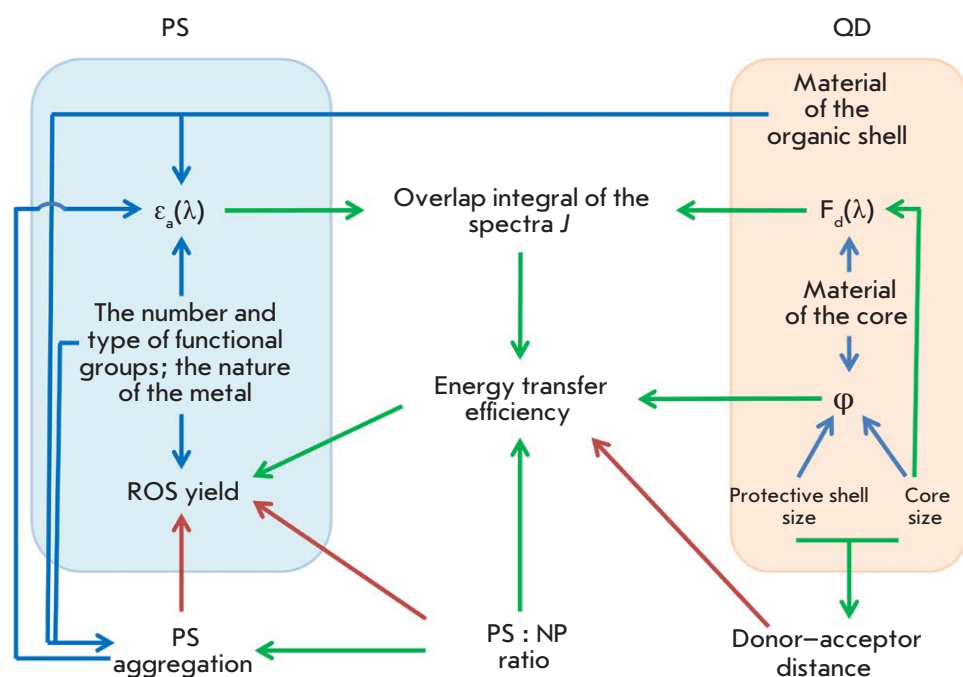 PS
QD
Material
of the
organic shell
εa(λ)
Overlap integral of the
spectra J
Fd(λ)
The number and
type of functional
groups; the nature
of the metal
Material
of the core
Energy transfer
efficiency
φ
ROS yield
Protective shell
size
Core
size
PS
aggregation
PS : NP
ratio
Donor–acceptor
distance